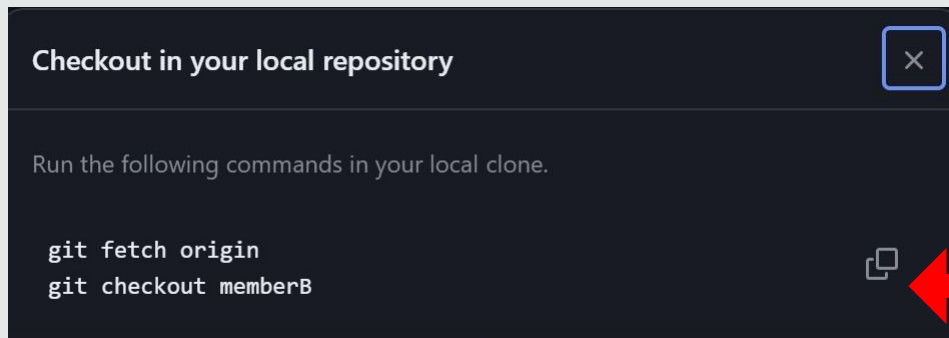 Checkout in your local repository
Run the following commands in your local clone.
git fetch origin
git checkout memberB